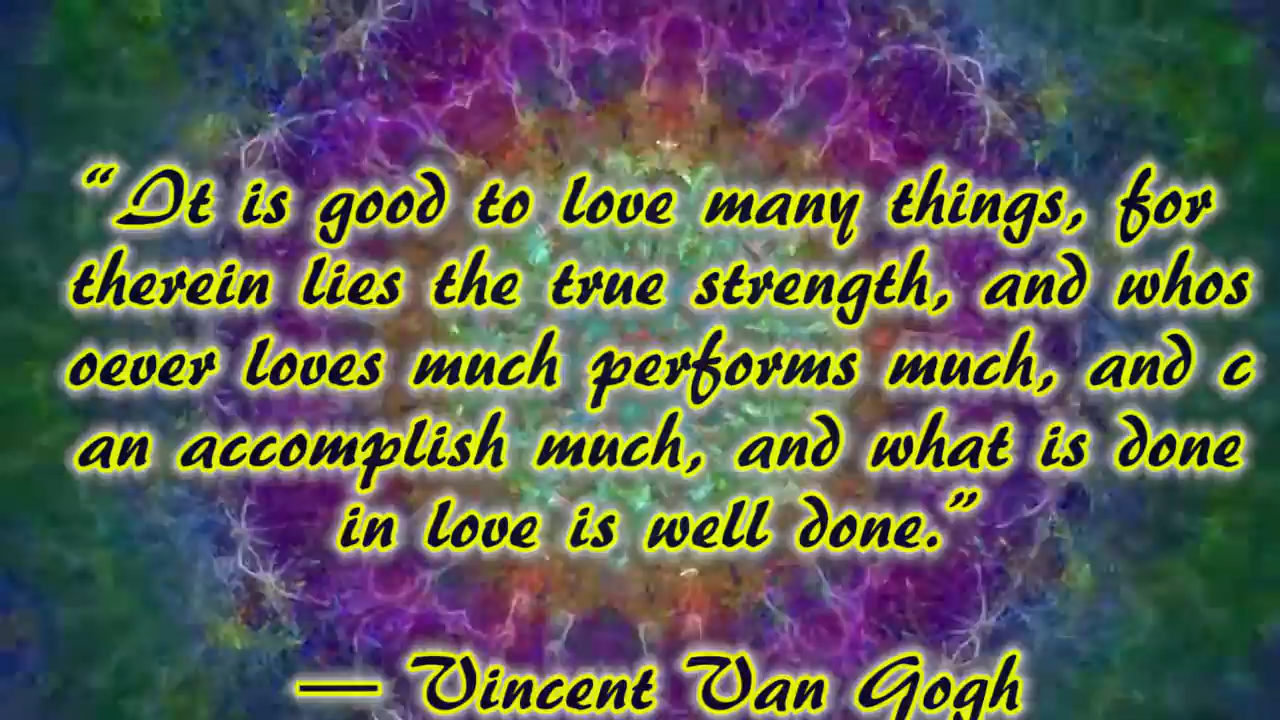 “It is good to love many things, for
therein lies the true strength, and whos
oever loves much performs much, and c
an accomplish much, and what is done
in love is well done.”
— Vincent Van Gogh